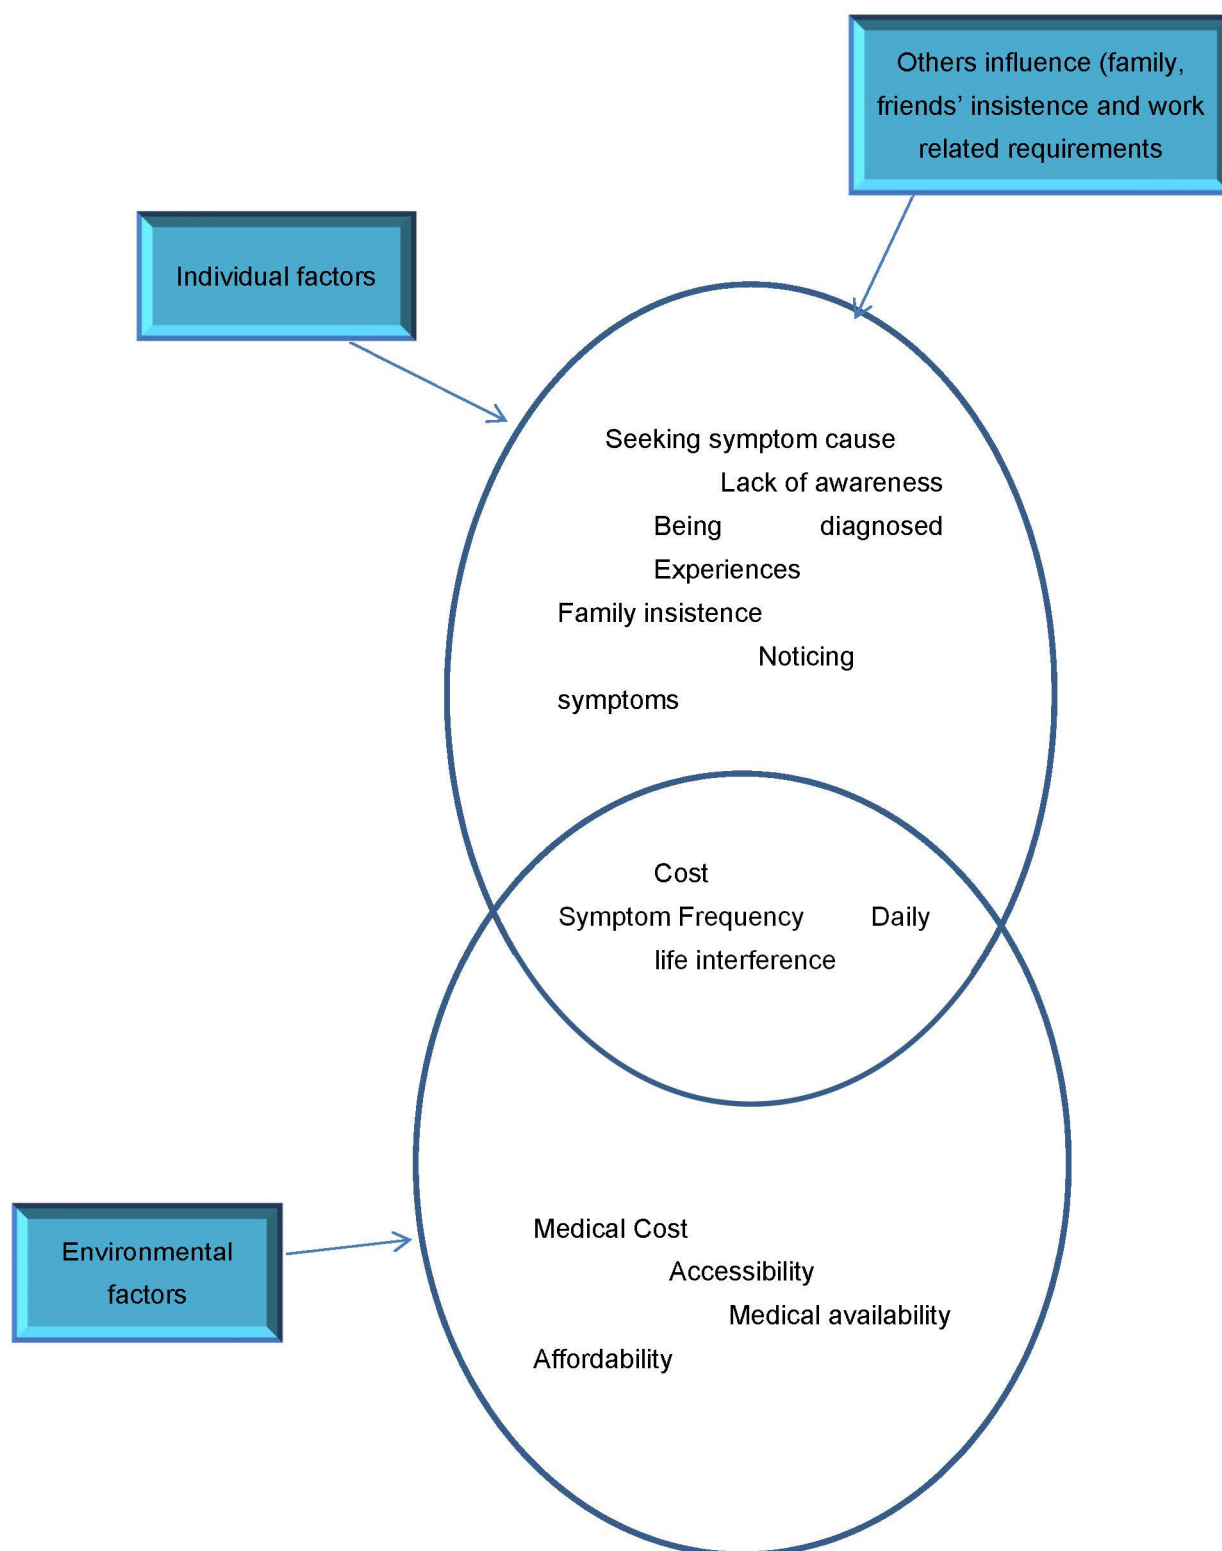 Others influence (family,
friends’ insistence and work
related requirements
Individual factors
Seeking symptom cause
Lack of awareness
Being diagnosed
Experiences
Family insistence
Noticing
symptoms
Cost
Symptom Frequency Daily
life interference
Environmental
factors
Medical Cost
Accessibility
Medical availability
Affordability